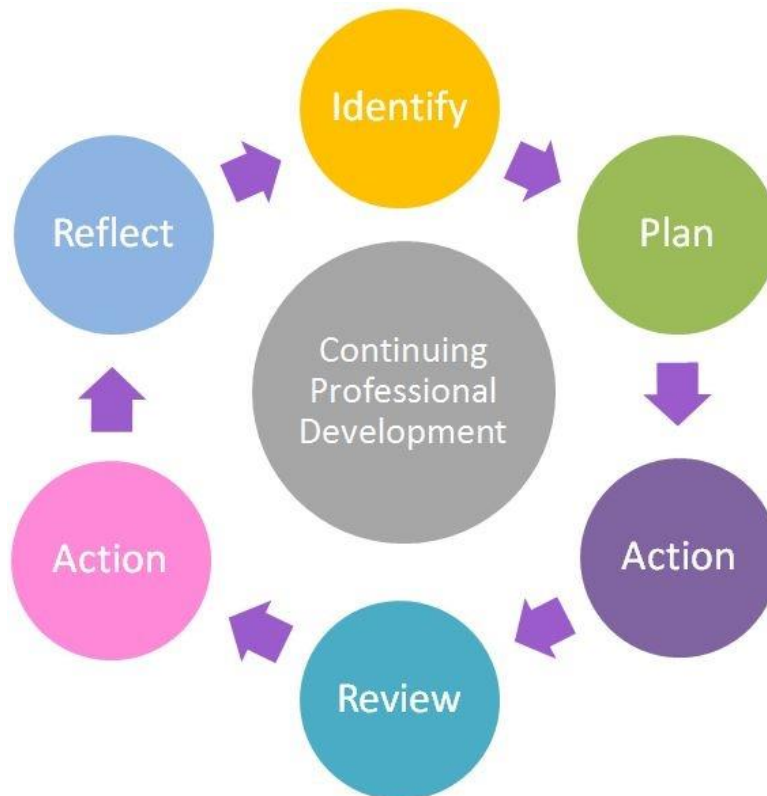 Identify
Plan
Action
Review
Action
Reflect
Continuing
Professional
Development